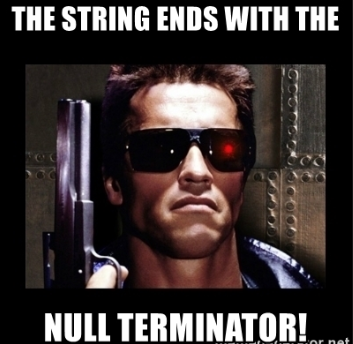 THE STRING ENDS WITH THE
NULL TERMINATOR!